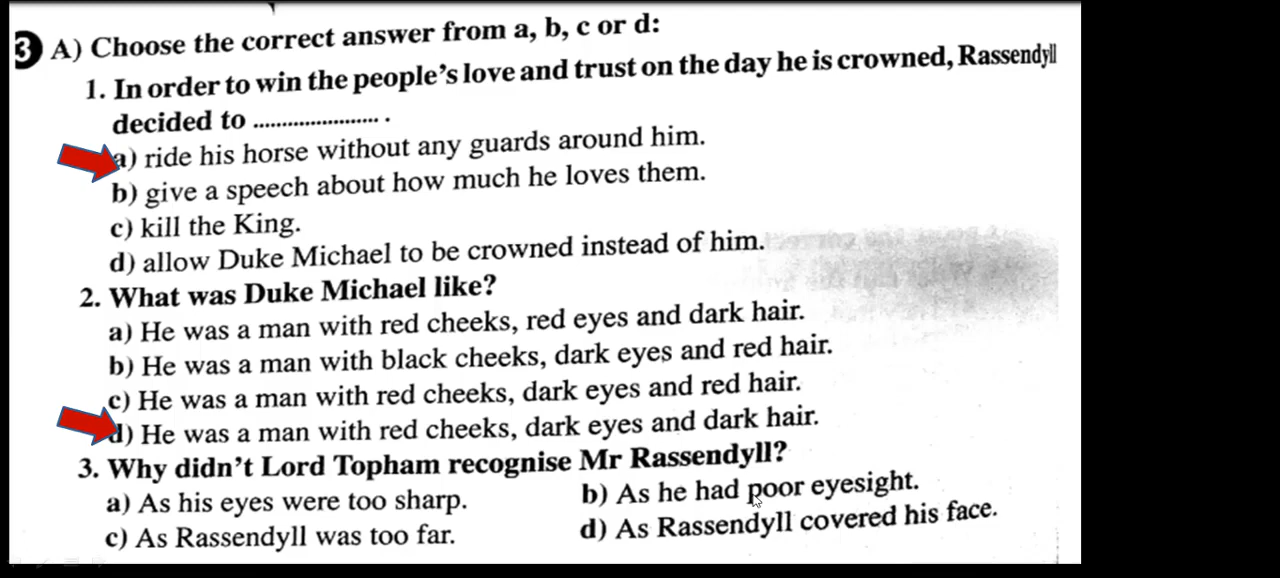 3 A) Choose the correct answer from a, b, c or d:
1. In order to win the people's love and trust on the day he is crowned, Rassendyll
decided to ...................... .
a) ride his horse without any guards around him.
b) give a speech about how much he loves them.
c) kill the King.
d) allow Duke Michael to be crowned instead of him.
2. What was Duke Michael like?
a) He was a man with red cheeks, red eyes and dark hair.
b) He was a man with black cheeks, dark eyes and red hair.
c) He was a man with red cheeks, dark eyes and red hair.
d) He was a man with red cheeks, dark eyes and dark hair.
3. Why didn't Lord Topham recognise Mr Rassendyll?
a) As his eyes were too sharp. b) As he had poor eyesight.
c) As Rassendyll was too far. d) As Rassendyll covered his face.